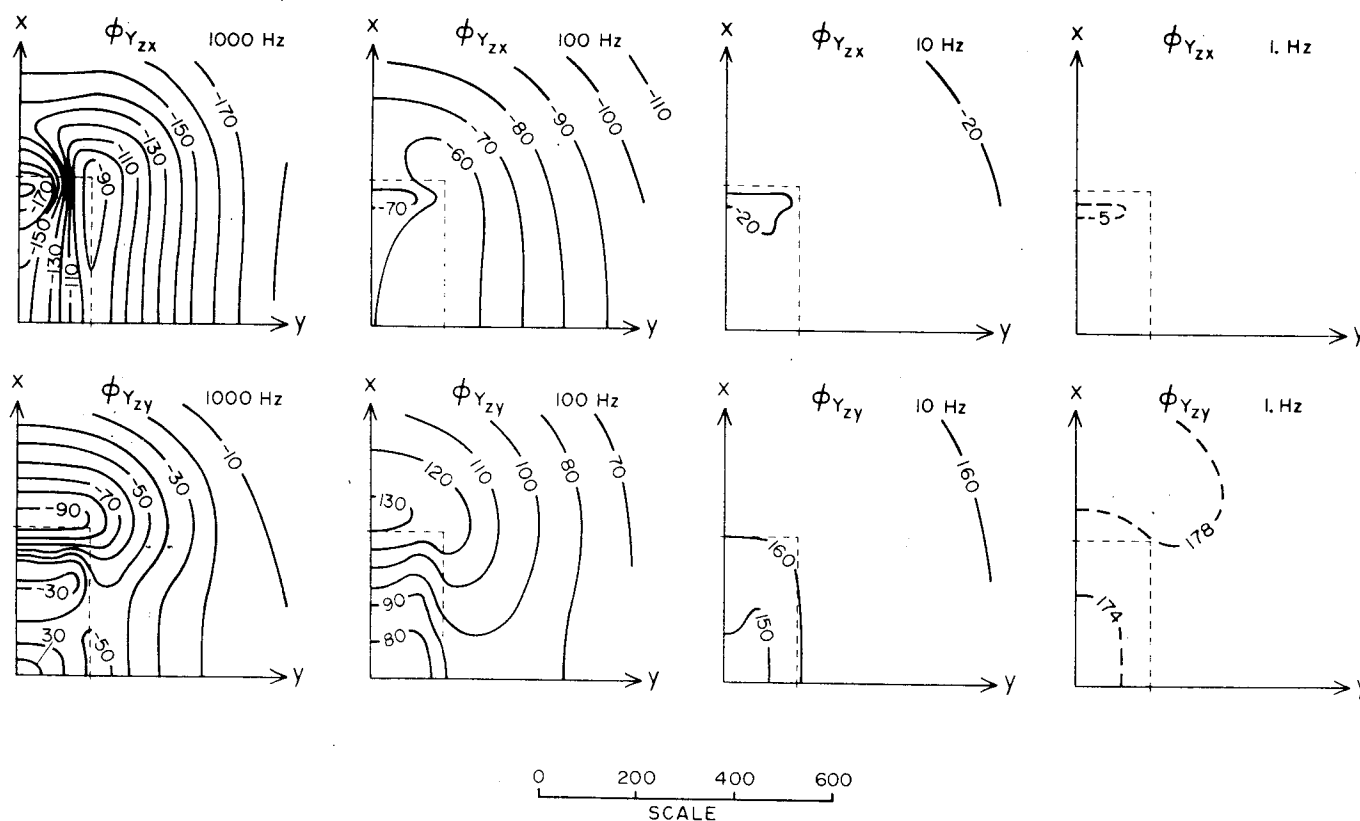 X ϕYzx 1000 Hz
-170
-150
-130
-110
-90
-170
-150
-130
-110
Y
X ϕYzx 100 Hz
-110
-100
-90
-80
-70
-60
-70
Y
X ϕYzx 10 Hz
-20
-20
Y
X ϕYzx 1. Hz
-5
Y
X ϕYzy 1000 Hz
-10
-30
-50
-70
-90
-30
30
-50
Y
X ϕYzy 100 Hz
70
80
100
110
120
130
90
80
Y
X ϕYzy 10 Hz
160
160
150
Y
X ϕYzy 1. Hz
178
174
Y
0 200 400 600
SCALE